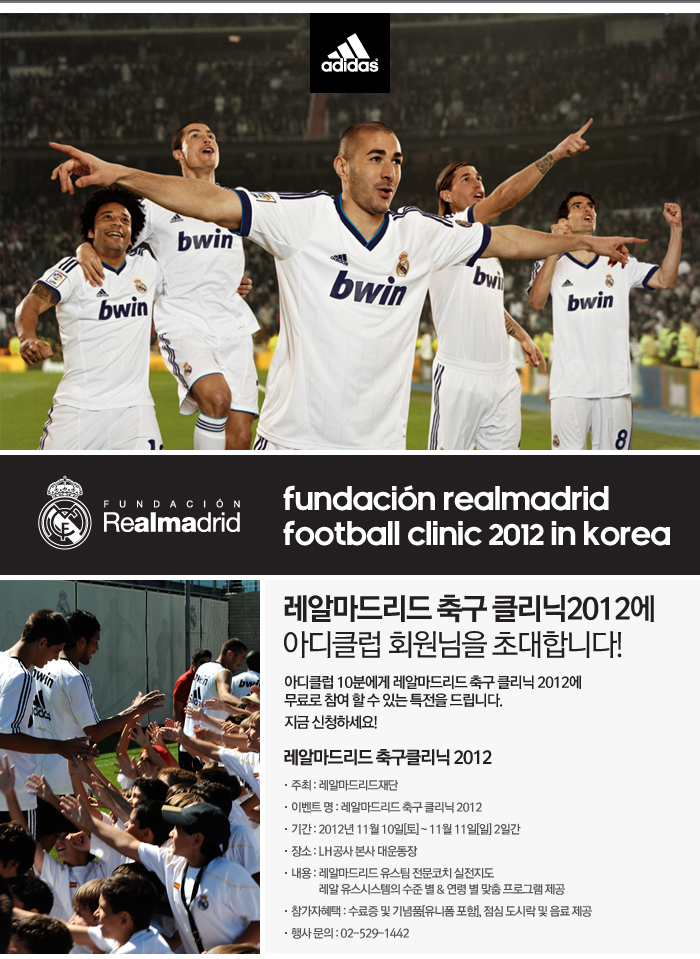 adidas
bwin
bwin
bwin
bwin
bwin
8
FUNDACIÓN
Realmadrid
fundación realmadrid
football clinic 2012 in korea
레알마드리드 축구 클리닉2012에
아디클럽 회원님을 초대합니다!
아디클럽 10분에게 레알마드리드 축구 클리닉 2012에
무료로 참여 할 수 있는 특전을 드립니다.
지금 신청하세요!
레알마드리드 축구클리닉 2012
· 주최 : 레알마드리드재단
· 이벤트 명 : 레알마드리드 축구 클리닉 2012
· 기간 : 2012년 11월 10일[토] ~ 11월 11일[일] 2일간
· 장소 : LH공사 본사 대운동장
· 내용 : 레알마드리드 유스팀 전문코치 실전지도
레알 유스시스템의 수준 별 & 연령 별 맞춤 프로그램 제공
· 참가자혜택 : 수료증 및 기념품[유니폼 포함], 점심 도시락 및 음료 제공
· 행사 문의 : 02-529-1442
bwin
adidas
bwin